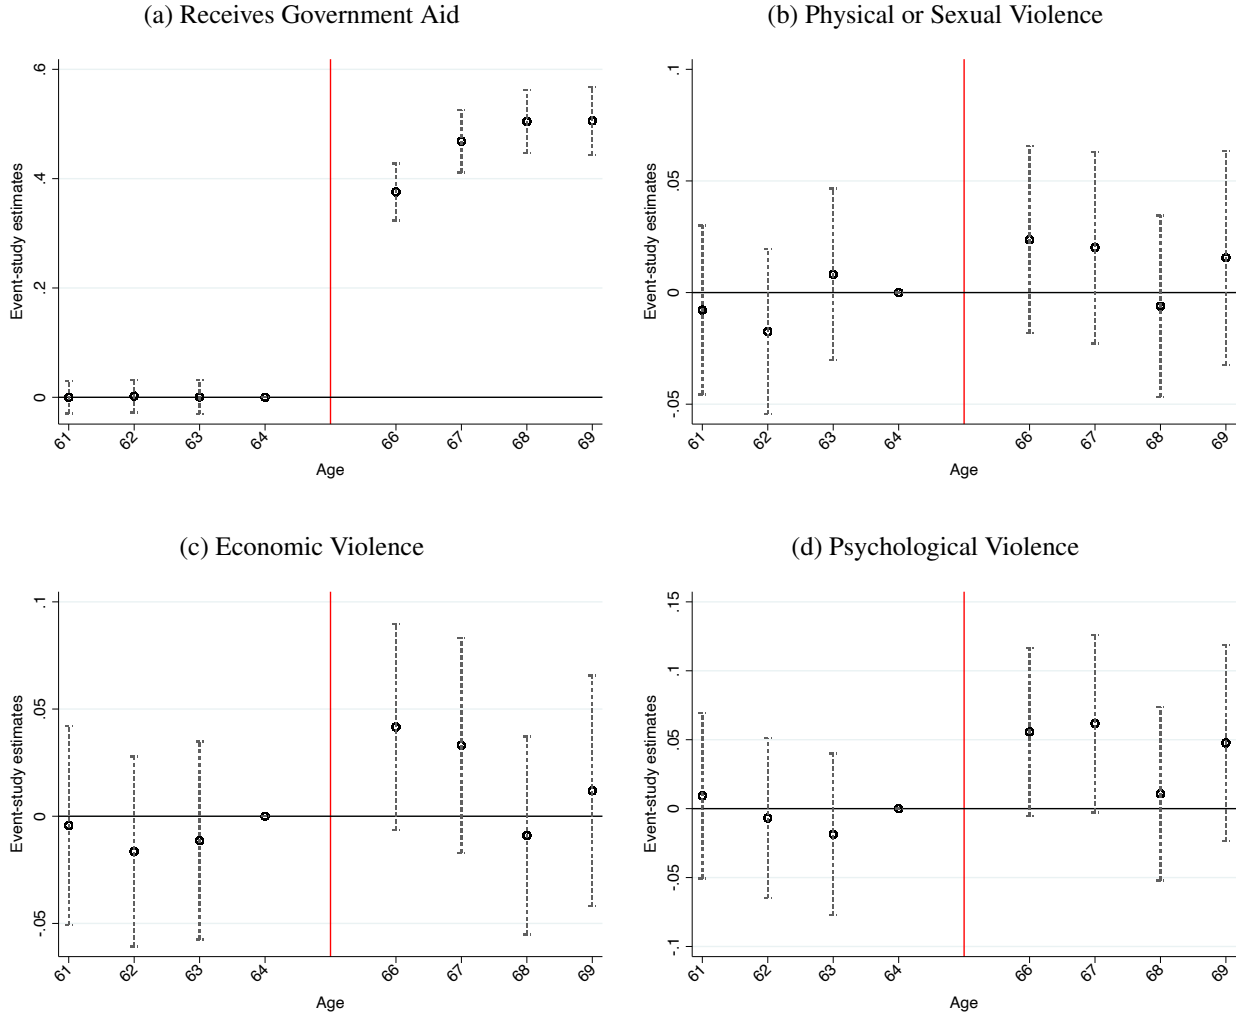 (a) Receives Government Aid
Event-study estimates
.6
.4
.2
0
61 62 63 64 66 67 68 69
Age
(b) Physical or Sexual Violence
Event-study estimates
.1
.05
0
-.05
61 62 63 64 66 67 68 69
Age
(c) Economic Violence
Event-study estimates
.1
.05
0
-.05
61 62 63 64 66 67 68 69
Age
(d) Psychological Violence
Event-study estimates
.15
.1
.05
0
-.05
-.1
61 62 63 64 66 67 68 69
Age